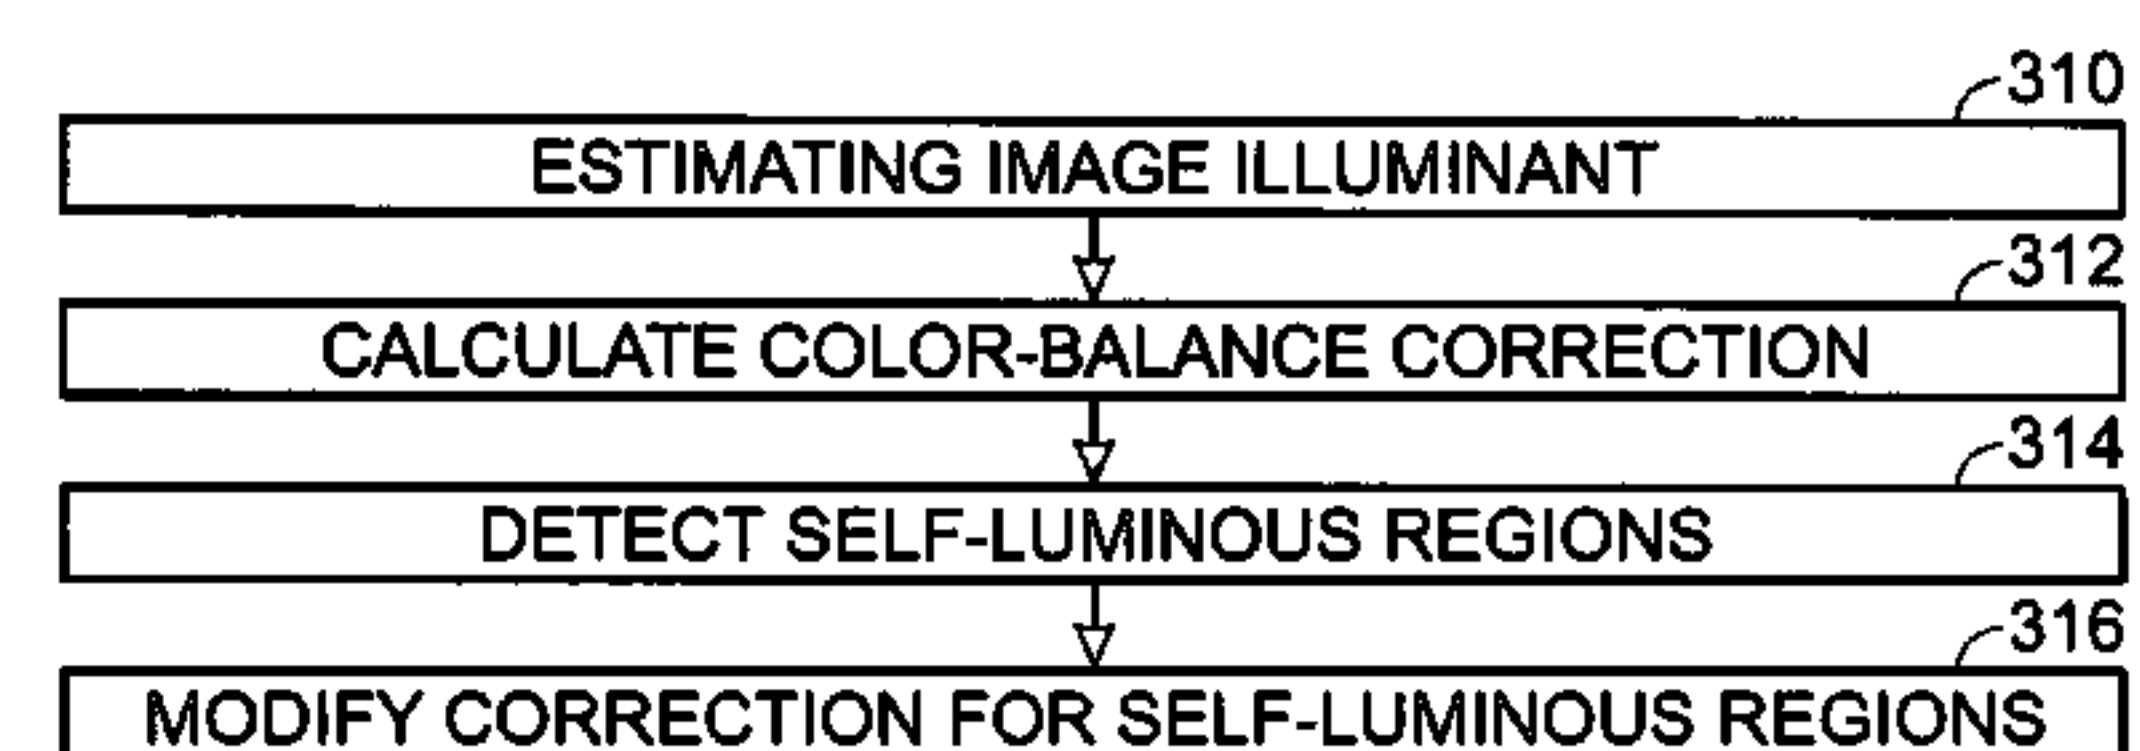 310
ESTIMATING IMAGE ILLUMINANT
312
CALCULATE COLOR-BALANCE CORRECTION
314
DETECT SELF-LUMINOUS REGIONS
316
MODIFY CORRECTION FOR SELF-LUMINOUS REGIONS